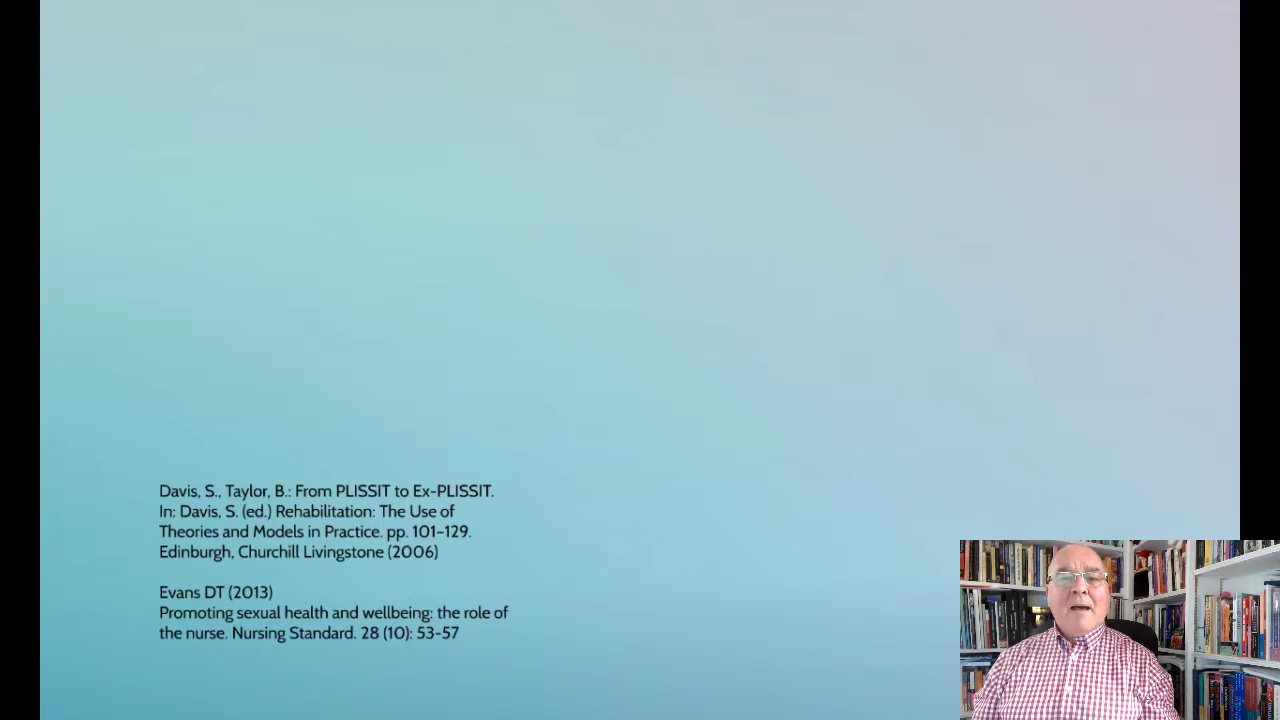 Davis, S., Taylor, B.: From PLISSIT to Ex-PLISSIT.
In: Davis, S. (ed.) Rehabilitation: The Use of
Theories and Models in Practice. pp. 101–129.
Edinburgh, Churchill Livingstone (2006)
Evans DT (2013)
Promoting sexual health and wellbeing: the role of
the nurse. Nursing Standard. 28 (10): 53-57